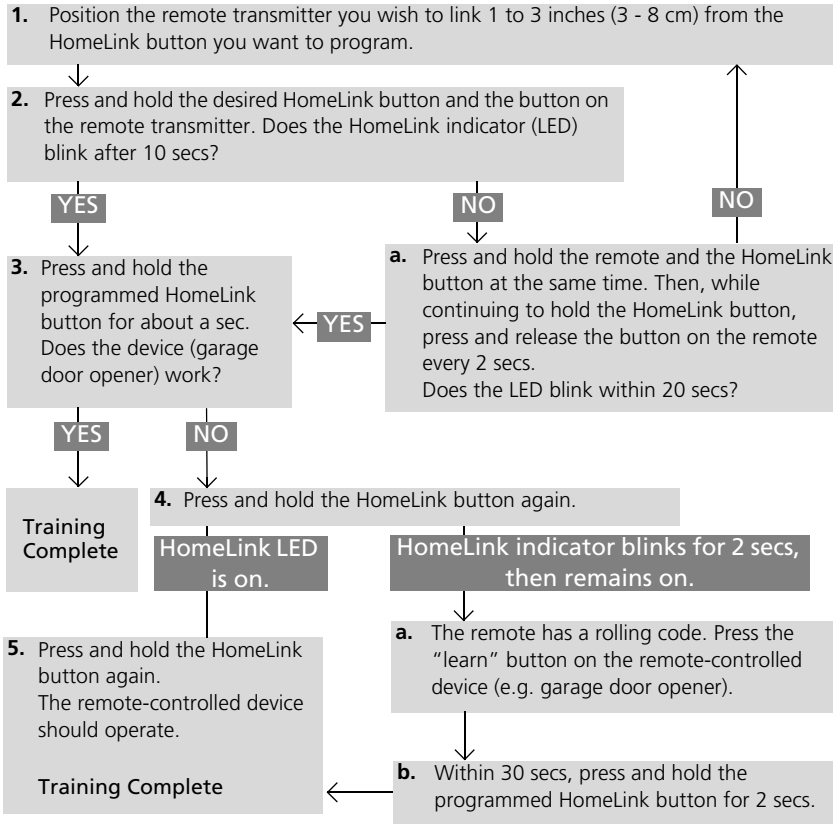 1. Position the remote transmitter you wish to link 1 to 3 inches (3 - 8 cm) from the
HomeLink button you want to program.
2. Press and hold the desired HomeLink button and the button on
the remote transmitter. Does the HomeLink indicator (LED)
blink after 10 secs?
YES
NO
NO
3. Press and hold the
programmed HomeLink
button for about a sec.
Does the device (garage
door opener) work?
YES
a. Press and hold the remote and the HomeLink
button at the same time. Then, while
continuing to hold the HomeLink button,
press and release the button on the remote
every 2 secs.
Does the LED blink within 20 secs?
YES
NO
Training
Complete
4. Press and hold the HomeLink button again.
HomeLink LED
is on.
HomeLink indicator blinks for 2 secs,
then remains on.
5. Press and hold the HomeLink
button again.
The remote-controlled device
should operate.
Training Complete
a. The remote has a rolling code. Press the
“learn” button on the remote-controlled
device (e.g. garage door opener).
b. Within 30 secs, press and hold the
programmed HomeLink button for 2 secs.